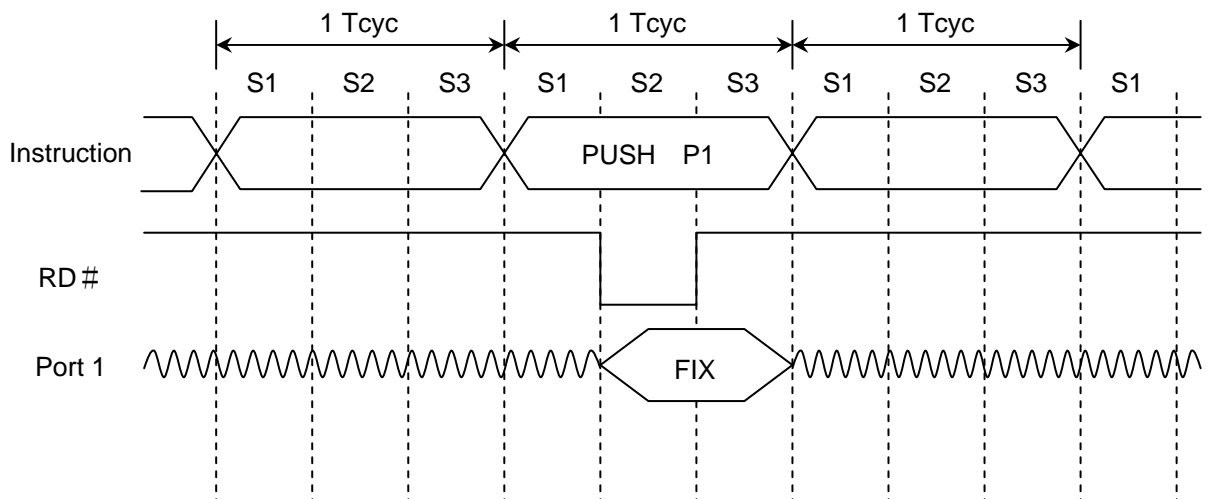 1 Tcyc 1 Tcyc 1 Tcyc
S1 S2 S3 S1 S2 S3 S1 S2 S3 S1
Instruction PUSH P1
RD＃
Port 1 FIX